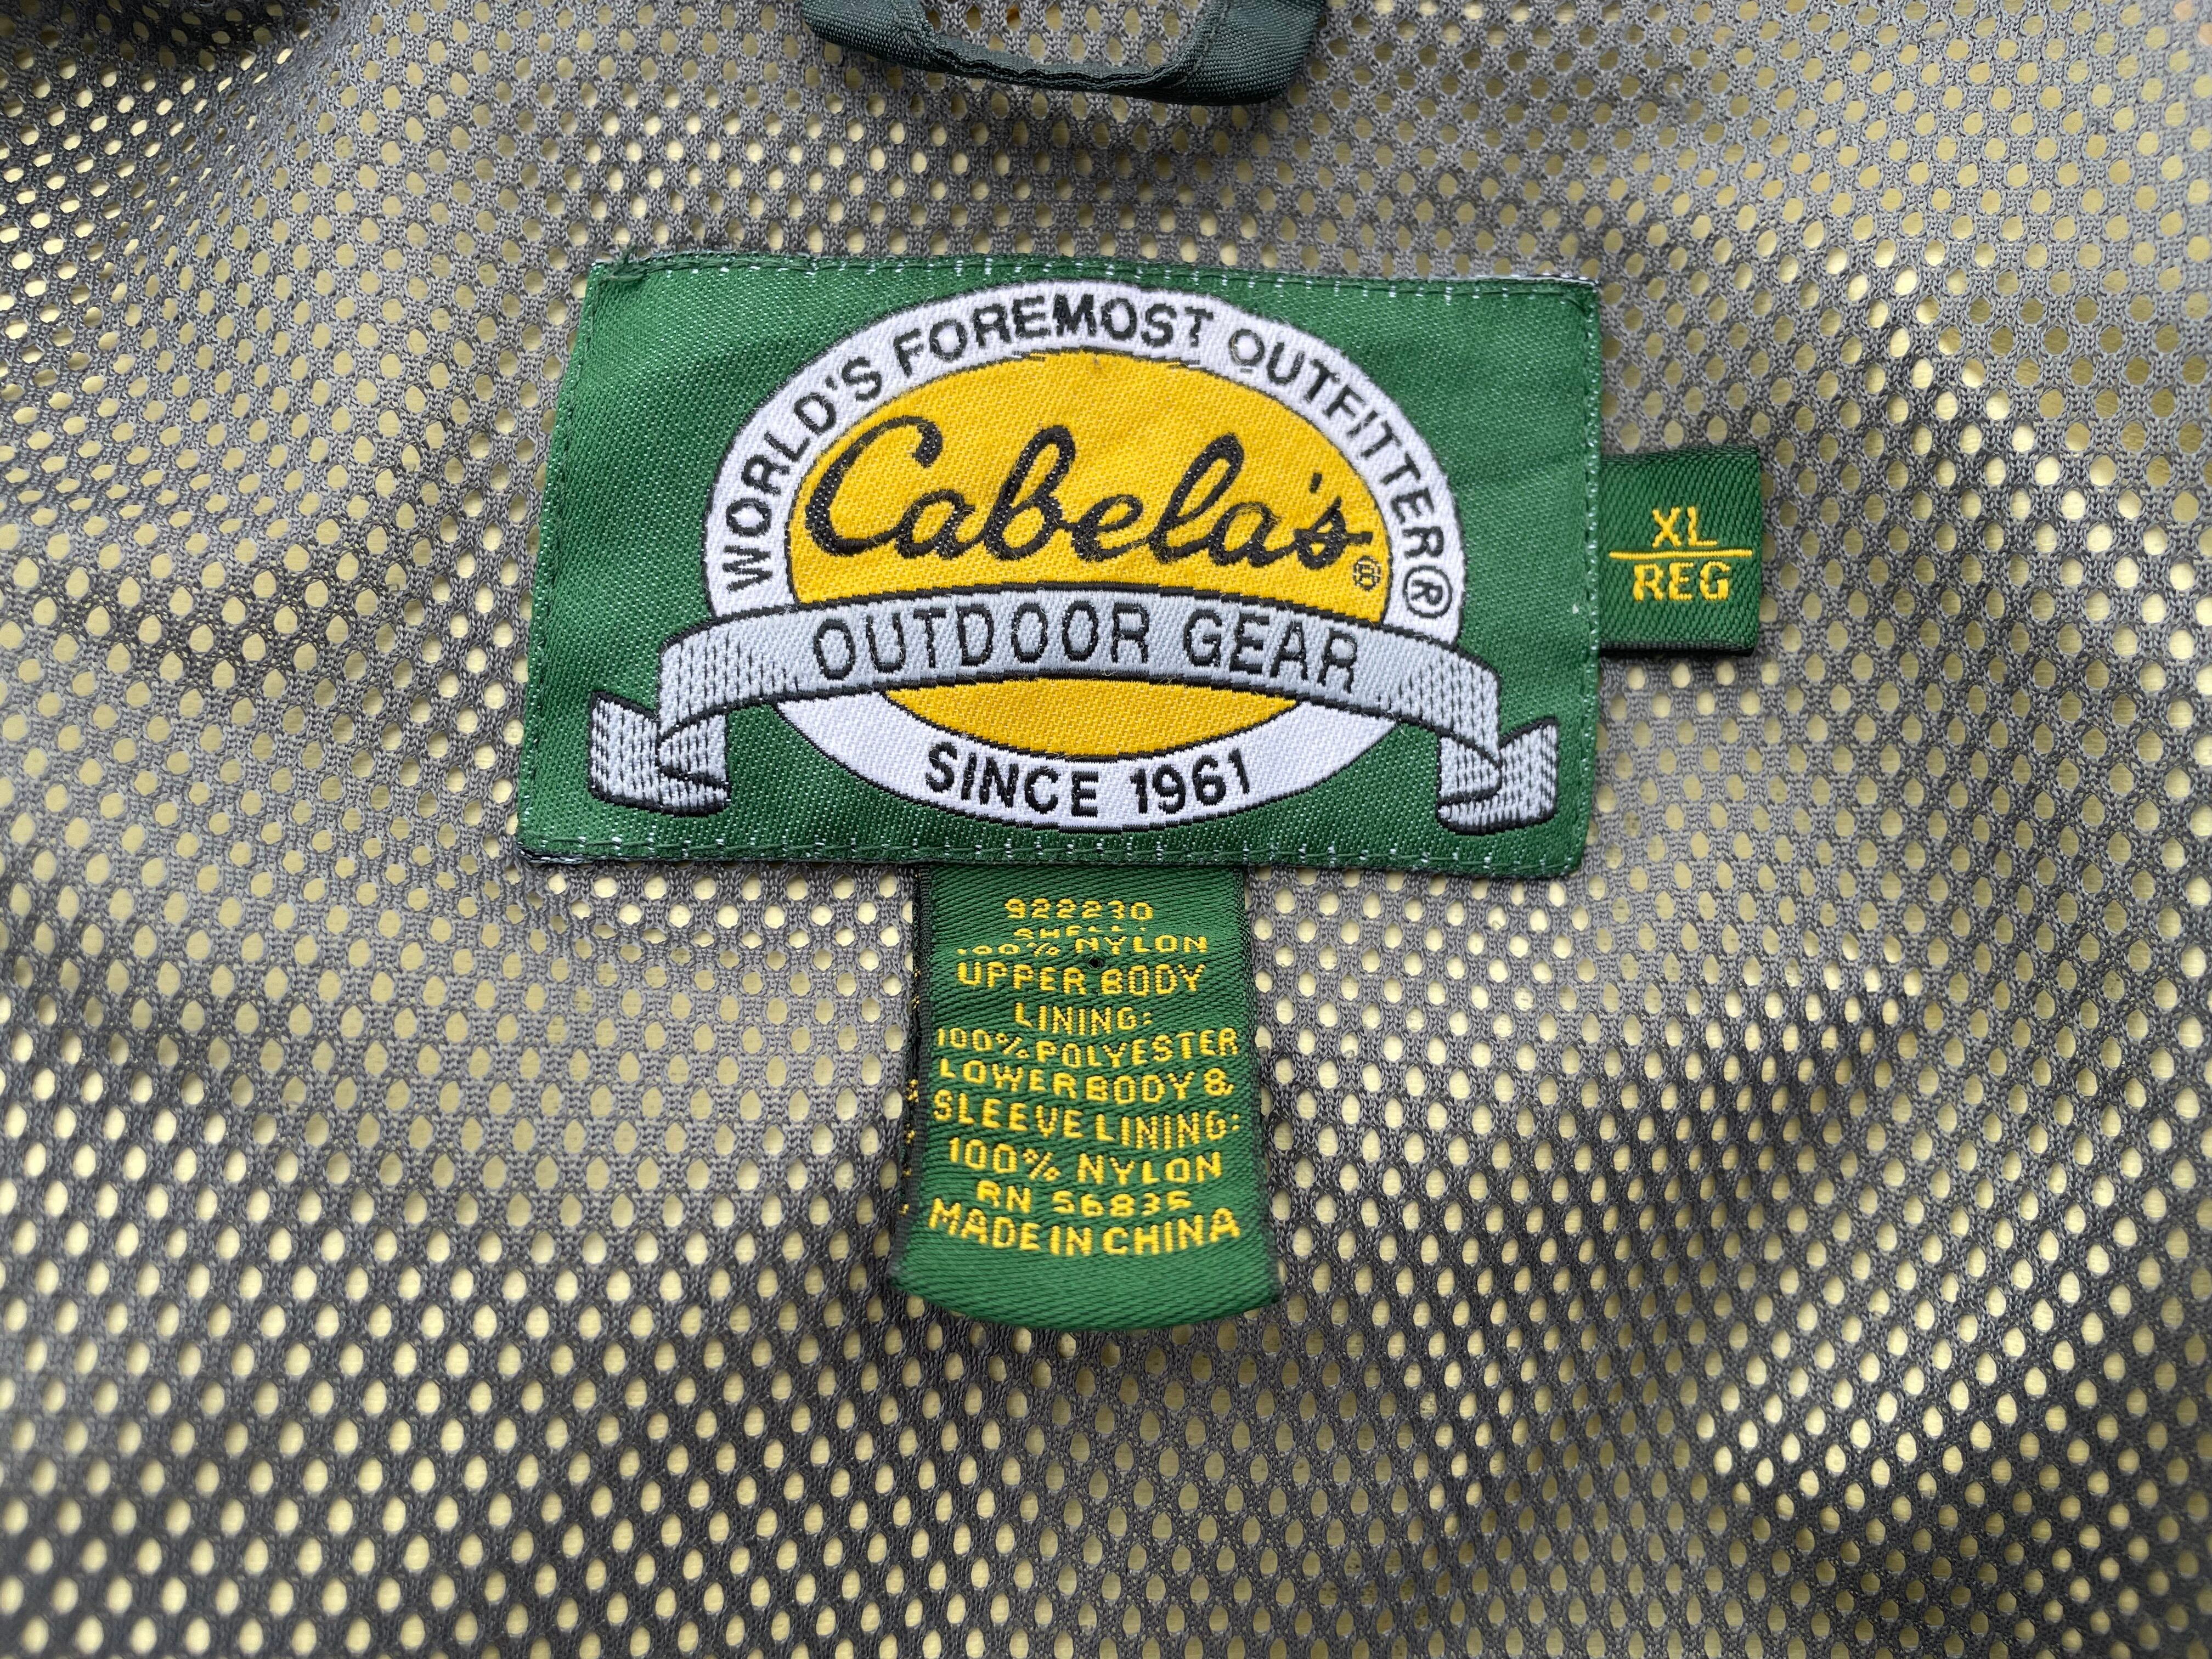 WORLD'S FOREMOST OUTFITTER®
Cabela's®
OUTDOOR GEAR
SINCE 1961
XL
REG
922230
SHELL:
100% NYLON
UPPER BODY
LINING:
100% POLYESTER
LOWER BODY &
SLEEVE LINING:
100% NYLON
RN 56835
MADE IN CHINA